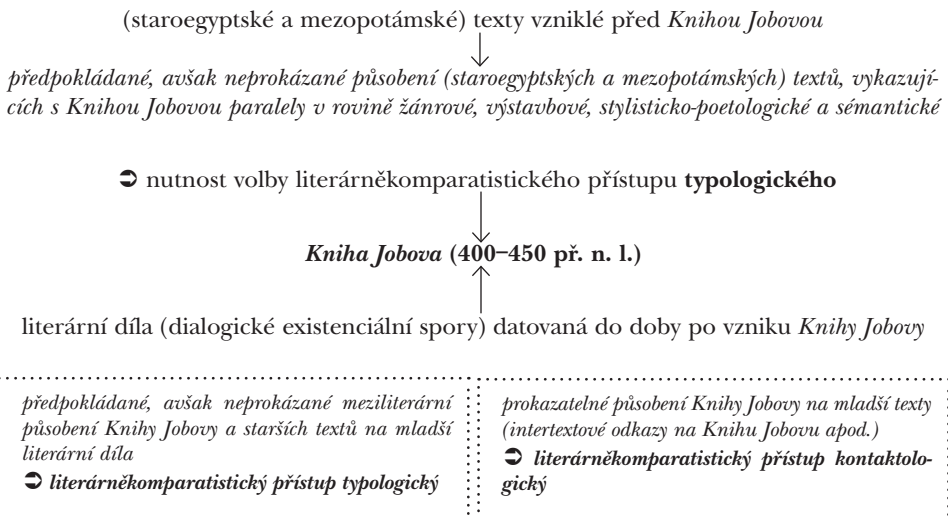 (staroegyptské a mezopotámské) texty vzniklé před Knihou Jobovou
předpokládané, avšak neprokázané působení (staroegyptských a mezopotámských) textů, vykazují-
cích s Knihou Jobovou paralely v rovině žánrové, výstavbové, stylisticko-poetologické a sémantické
➲ nutnost volby literárněkomparatistického přístupu typologického
Kniha Jobova (400–450 př. n. l.)
literární díla (dialogické existenciální spory) datovaná do doby po vzniku Knihy Jobovy
předpokládané, avšak neprokázané meziliterární
působení Knihy Jobovy a starších textů na mladší
literární díla
➲ literárněkomparatistický přístup typologický
prokazatelné působení Knihy Jobovy na mladší texty
(intertextové odkazy na Knihu Jobovu apod.)
➲ literárněkomparatistický přístup kontaktolo-
gický